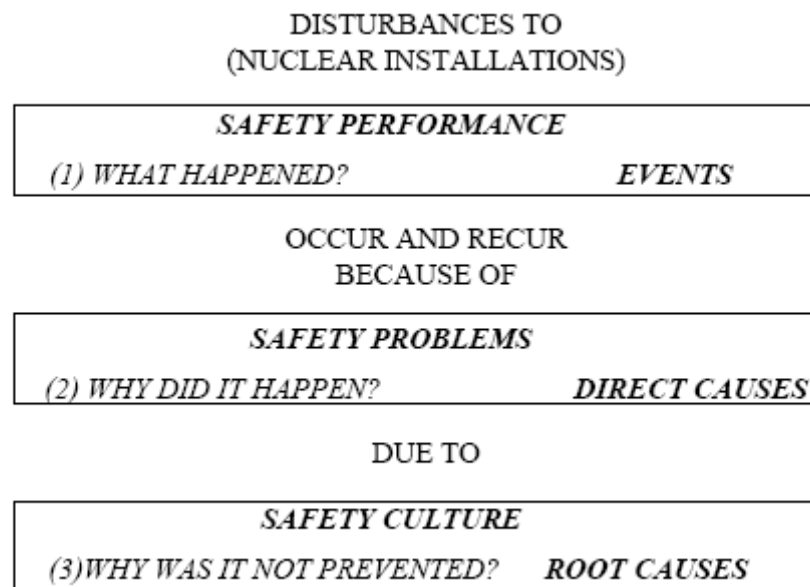 DISTURBANCES TO
(NUCLEAR INSTALLATIONS)
SAFETY PERFORMANCE
(1) WHAT HAPPENED? EVENTS
OCCUR AND RECUR
BECAUSE OF
SAFETY PROBLEMS
(2) WHY DID IT HAPPEN? DIRECT CAUSES
DUE TO
SAFETY CULTURE
(3)WHY WAS IT NOT PREVENTED? ROOT CAUSES